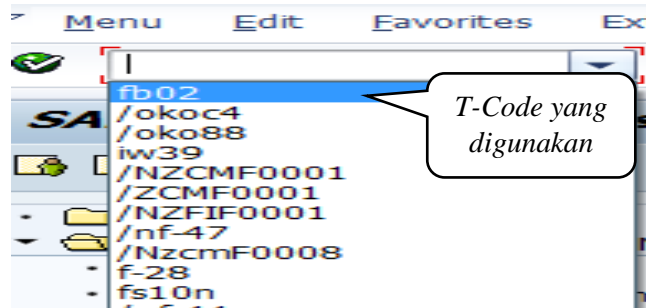 Menu Edit Favorites Ex
SA
fb02
/okoc4
/oko88
iw39
/NZCMF0001
/ZCMF0001
/NZFIF0001
/nf-47
/NzcmF0008
f-28
fs10n
T-Code yang
digunakan